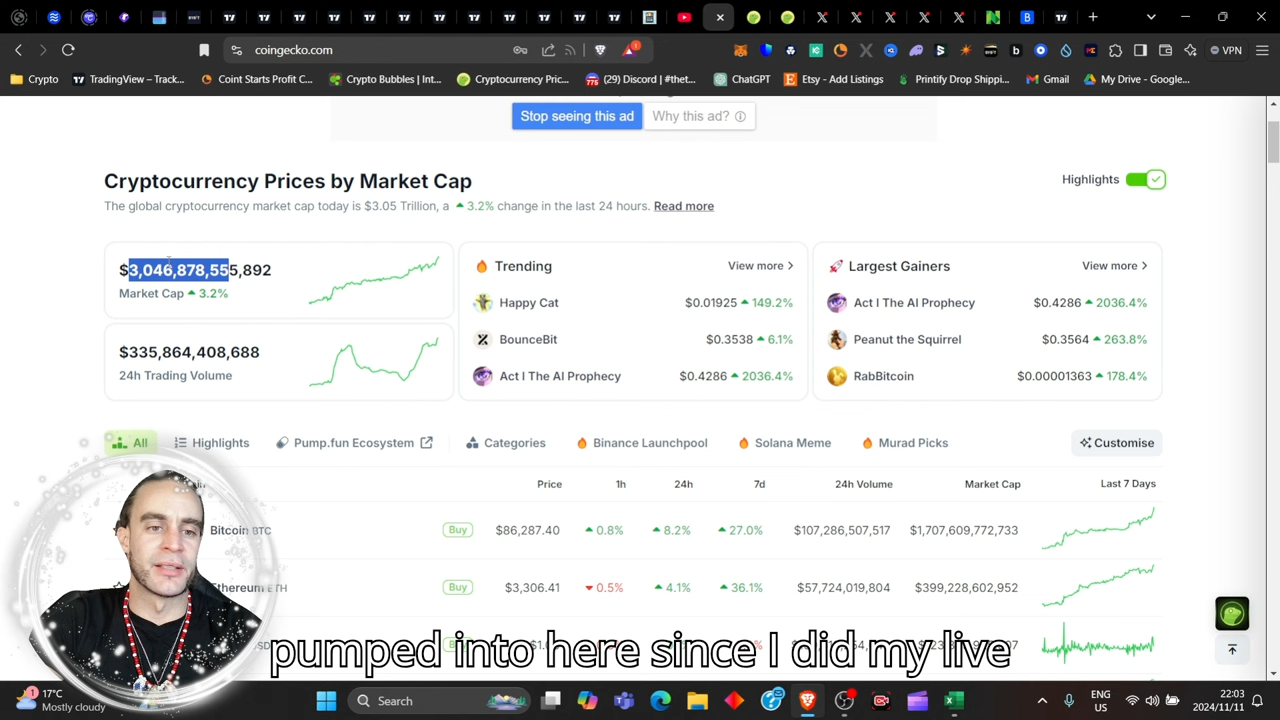 coingecko.com
1
VPN
Crypto
TradingView – Track...
Coint Starts Profit C...
Crypto Bubbles | Int...
Cryptocurrency Pric...
(29) Discord | #thet...
ChatGPT
Etsy - Add Listings
Printify Drop Shippi...
Gmail
My Drive - Google...
Stop seeing this ad
Why this ad?
Cryptocurrency Prices by Market Cap
Highlights
The global cryptocurrency market cap today is $3.05 Trillion, a 3.2% change in the last 24 hours. Read more
$3,046,878,555,892
Market Cap 3.2%
$335,864,408,688
24h Trading Volume
Trending
View more
Happy Cat
$0.01925 149.2%
BounceBit
$0.3538 6.1%
Act I The AI Prophecy
$0.4286 2036.4%
Largest Gainers
View more
Act I The AI Prophecy
$0.4286 2036.4%
Peanut the Squirrel
$0.3564 263.8%
RabBitcoin
$0.00001363 178.4%
All
Highlights
Pump.fun Ecosystem
Categories
Binance Launchpool
Solana Meme
Murad Picks
Customise
Price 1h 24h 7d 24h Volume Market Cap Last 7 Days
Bitcoin BTC Buy $86,287.40 0.8% 8.2% 27.0% $107,286,507,517 $1,707,609,772,733
Ethereum ETH Buy $3,306.41 0.5% 4.1% 36.1% $57,724,019,804 $399,228,602,952
pumped into here since I did my live
17°C
Mostly cloudy
Search
ENG
US
22:03
2024/11/11